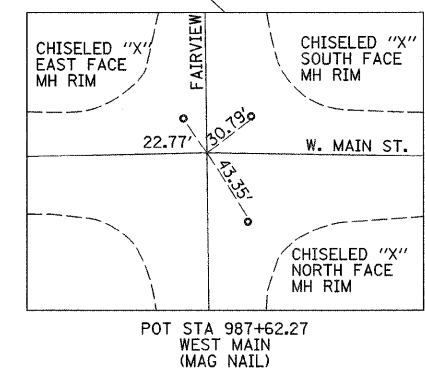 CHISELED "X"
EAST FACE
MH RIM
FAIRVIEW
CHISELED "X"
SOUTH FACE
MH RIM
22.77'
30.79'
W. MAIN ST.
43.35'
CHISELED "X"
NORTH FACE
MH RIM
POT STA 987+62.27
WEST MAIN
(MAG NAIL)